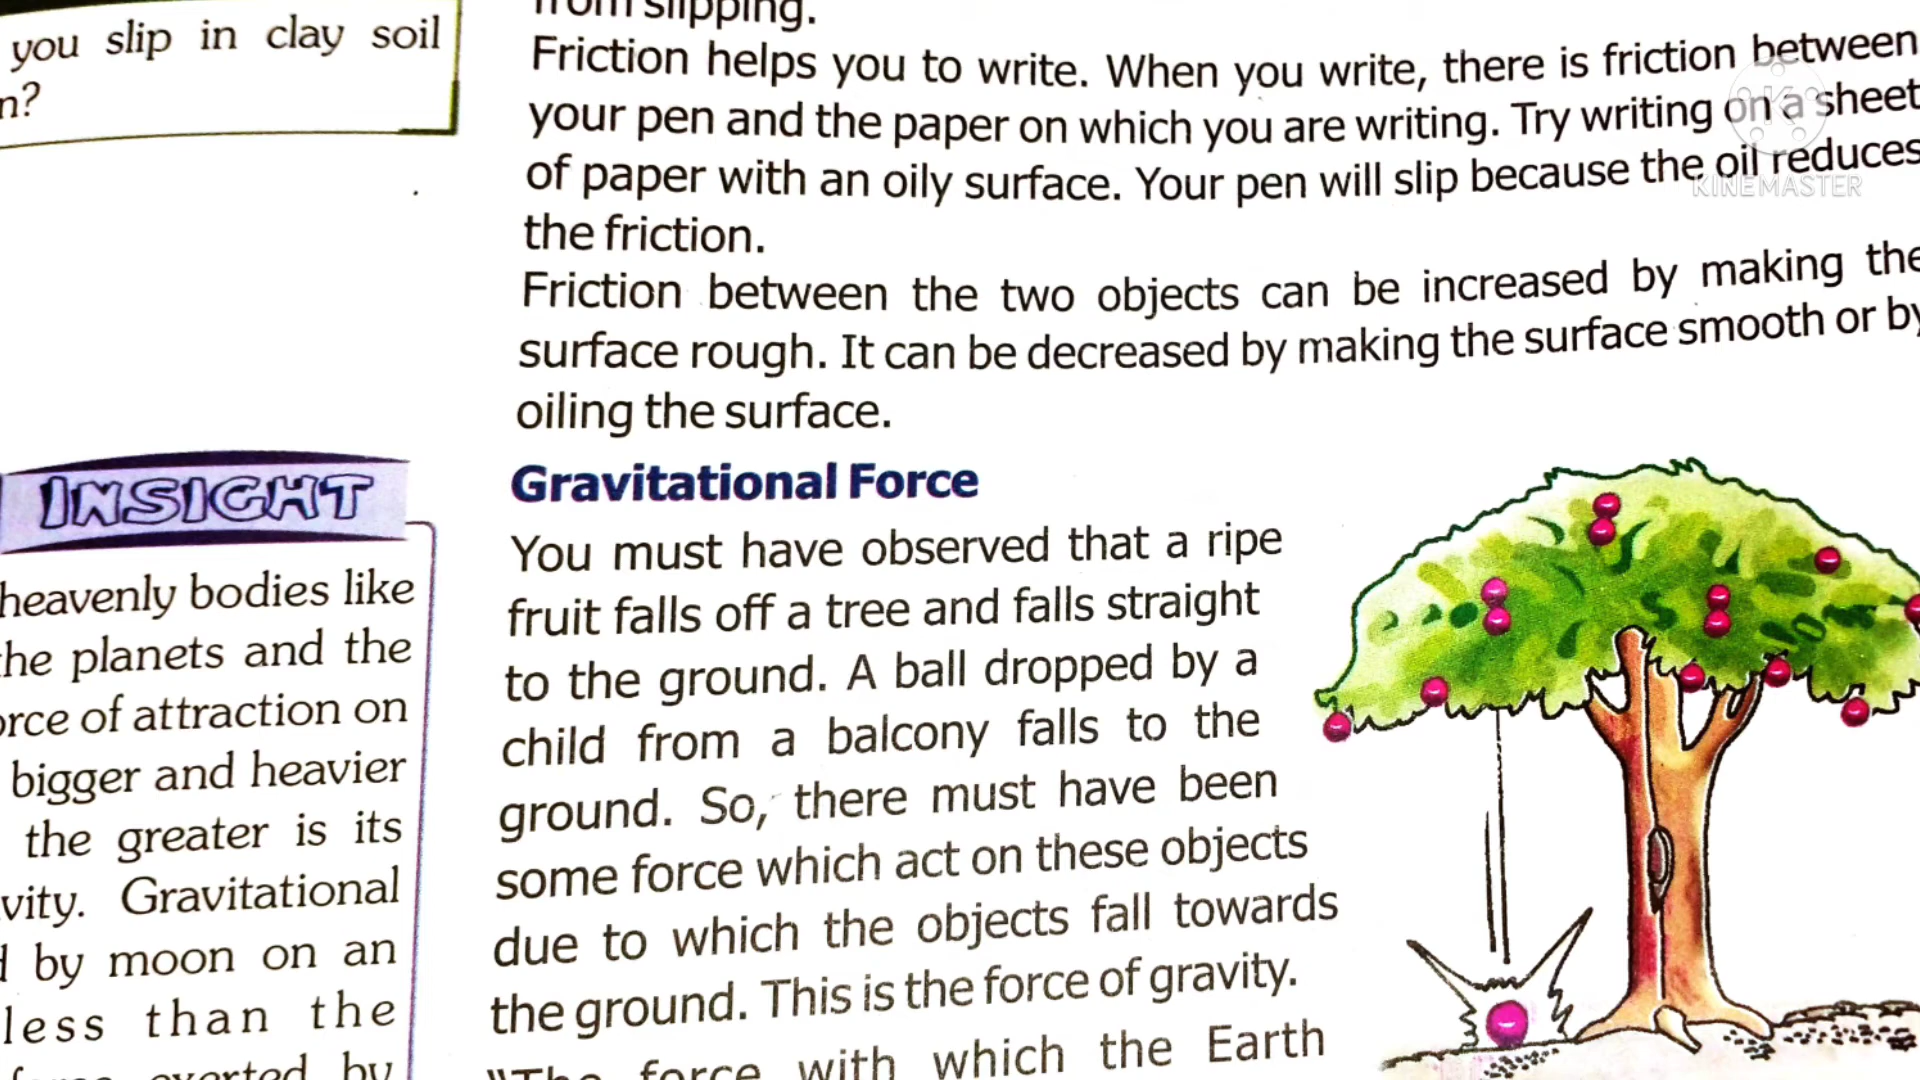 you slip in clay soil
from slipping.
Friction helps you to write. When you write, there is friction between
your pen and the paper on which you are writing. Try writing on a sheet
of paper with an oily surface. Your pen will slip because the oil reduces
the friction.
Friction between the two objects can be increased by making the
surface rough. It can be decreased by making the surface smooth or by
oiling the surface.
KINEMASTER
INSIGHT
heavenly bodies like
the planets and the
of attraction on
bigger and heavier
the greater is its
Gravitational
by moon on an
less than the
exerted by
Gravitational Force
You must have observed that a ripe
fruit falls off a tree and falls straight
to the ground. A ball dropped by a
child from a balcony falls to the
ground. So, there must have been
some force which act on these objects
due to which the objects fall towards
the ground. This is the force of gravity.
"The force with which the Earth